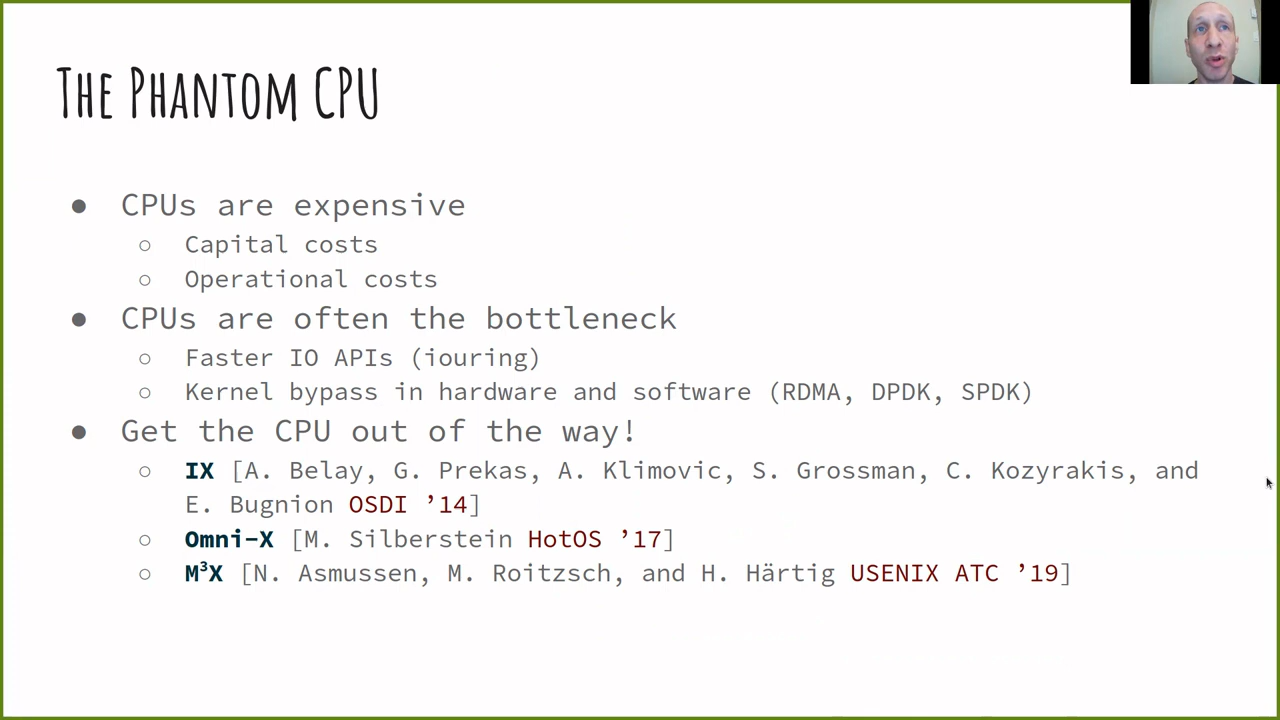 The Phantom CPU
● CPUs are expensive
○ Capital costs
○ Operational costs
● CPUs are often the bottleneck
○ Faster IO APIs (iouring)
○ Kernel bypass in hardware and software (RDMA, DPDK, SPDK)
● Get the CPU out of the way!
○ IX [A. Belay, G. Prekas, A. Klimovic, S. Grossman, C. Kozyrakis, and
E. Bugnion OSDI ’14]
○ Omni-X [M. Silberstein HotOS ’17]
○ M³X [N. Asmussen, M. Roitzsch, and H. Härtig USENIX ATC ’19]